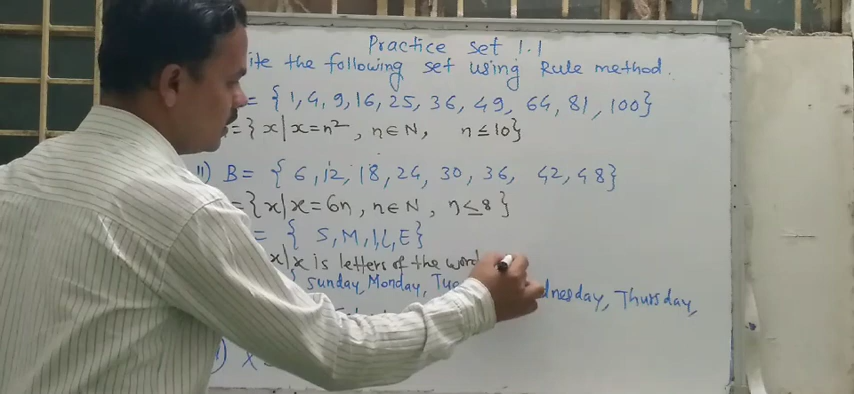 Practice set 1.1
ite the following set using Rule method.
= { 1, 4, 9, 16, 25, 36, 49, 64, 81, 100}
= { x | x = n², n ∈ N, n ≤ 10}
II) B = { 6, 12, 18, 24, 30, 36, 42, 48}
= { x | x = 6n, n ∈ N, n ≤ 8 }
= { S, M, I, L, E}
x | x is letters of the word
sunday, Monday, Tue dnesday, Thursday,
) X